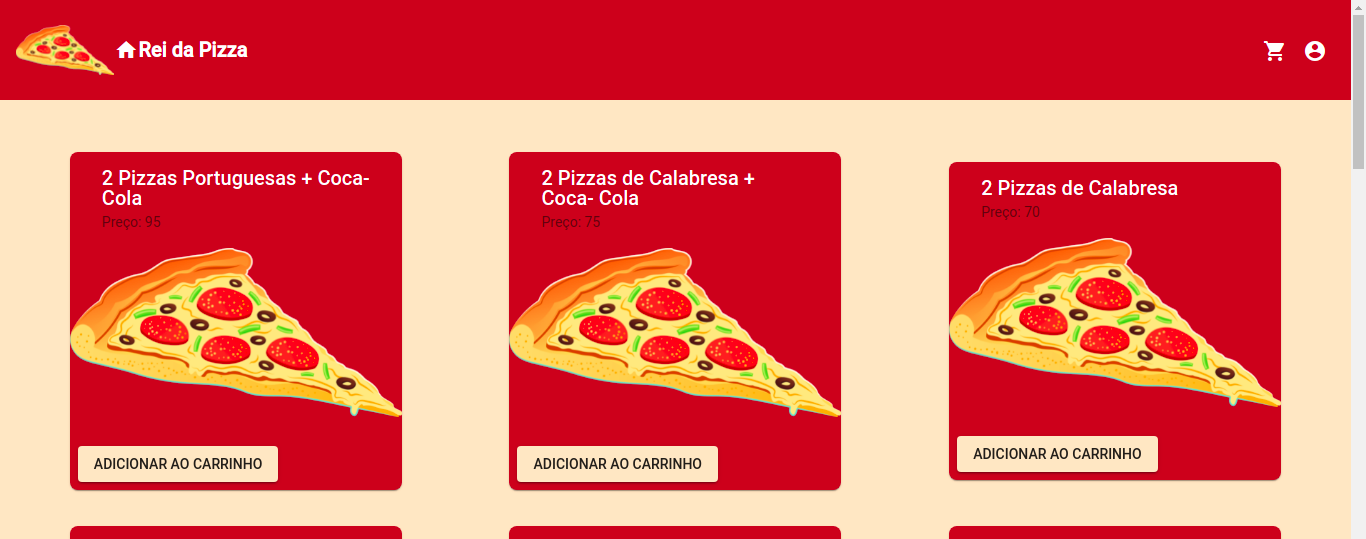 Rei da Pizza
2 Pizzas Portuguesas + Coca-
Cola
Preço: 95
ADICIONAR AO CARRINHO
2 Pizzas de Calabresa +
Coca- Cola
Preço: 75
ADICIONAR AO CARRINHO
2 Pizzas de Calabresa
Preço: 70
ADICIONAR AO CARRINHO